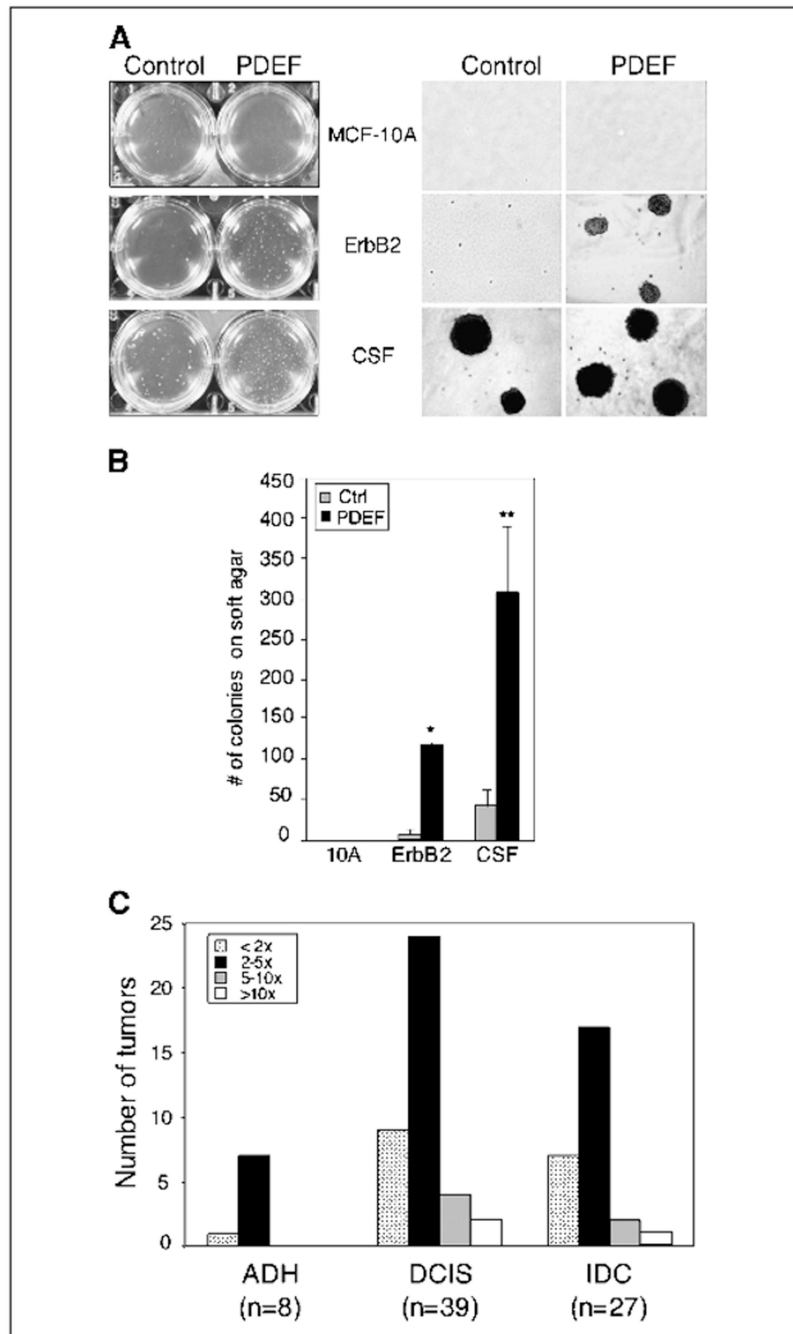 A
Control PDEF
Control PDEF
MCF-10A
ErbB2
CSF
B
450
400
350
300
250
200
150
100
50
0
# of colonies on soft agar
Ctrl
PDEF
*
**
10A ErbB2 CSF
C
25
20
15
10
5
0
Number of tumors
< 2x
2-5x
5-10x
>10x
ADH DCIS IDC
(n=8) (n=39) (n=27)